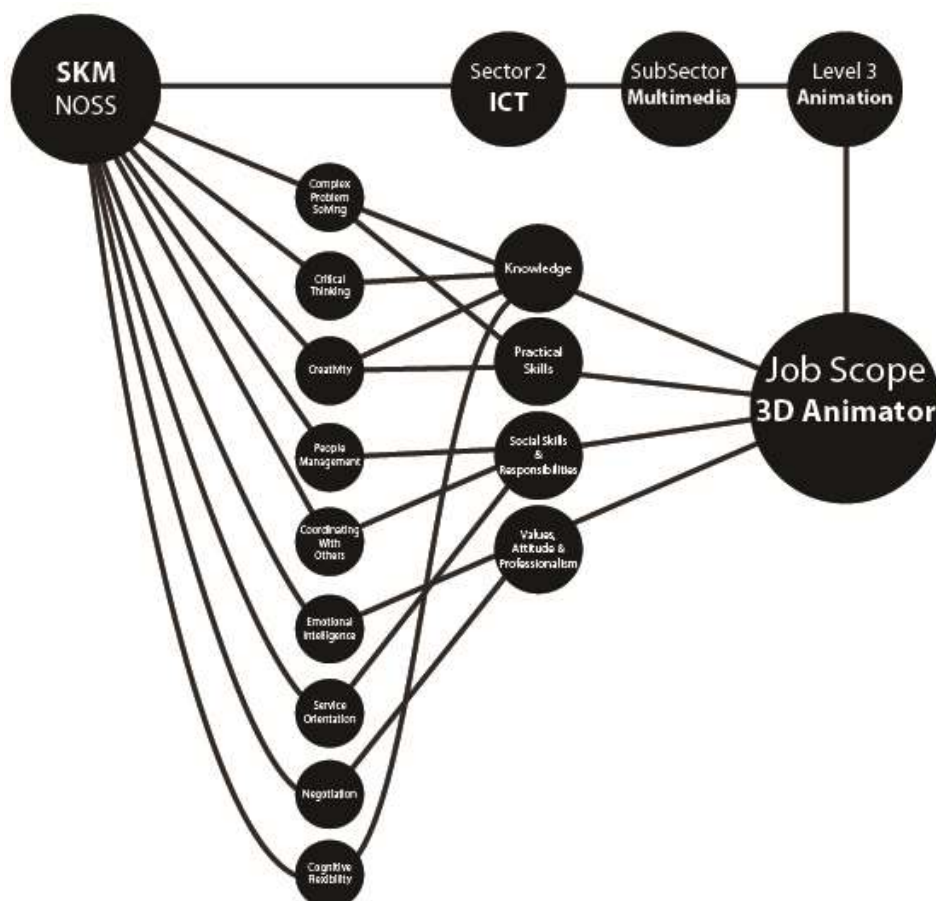 SKM
NOSS
Sector 2
ICT
SubSector
Multimedia
Level 3
Animation
Complex
Problem
Solving
Critical
Thinking
Creativity
People
Management
Coordinating
With
Others
Emotional
Intelligence
Service
Orientation
Negotiation
Cognitive
Flexibility
Knowledge
Practical
Skills
Social Skills
&
Responsibilities
Values,
Attitude &
Professionalism
Job Scope
3D Animator